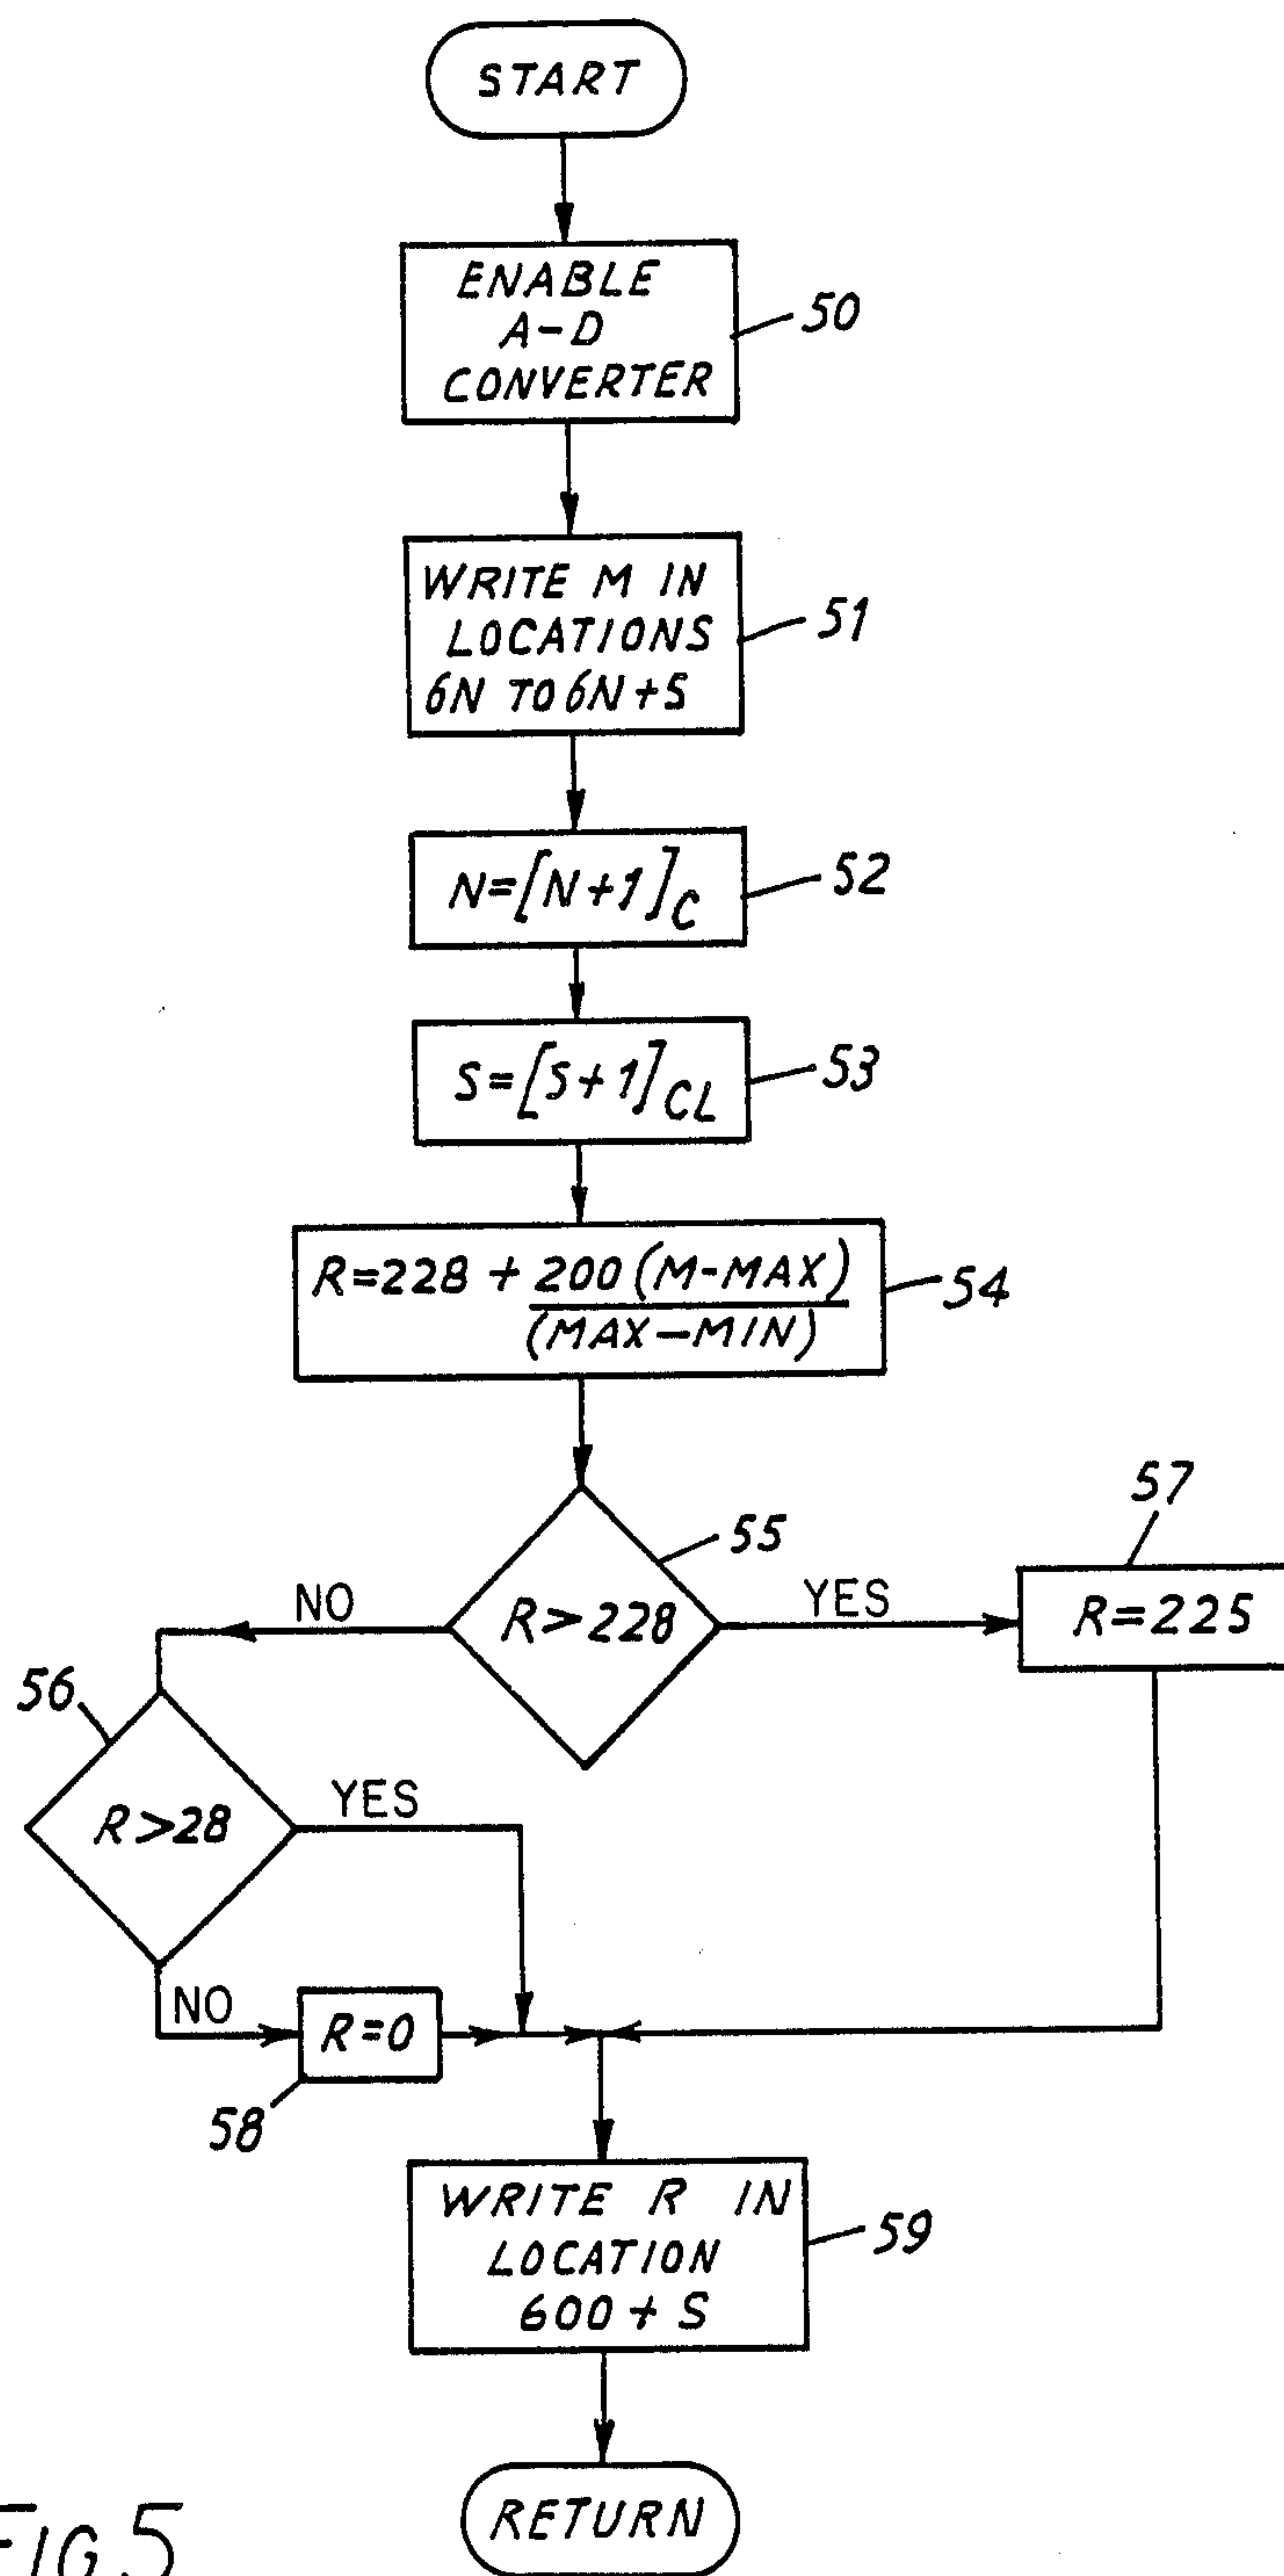 START
ENABLE
A-D
CONVERTER
50
WRITE M IN
LOCATIONS
6N TO 6N+5
51
N=[N+1]C
52
S=[S+1]CL
53
R=228 + 200 (M-MAX)
(MAX-MIN)
54
55
57
R>228
NO
YES
R=225
56
R>28
YES
NO
R=0
58
WRITE R IN
LOCATION
600 + S
59
RETURN
FIG.5